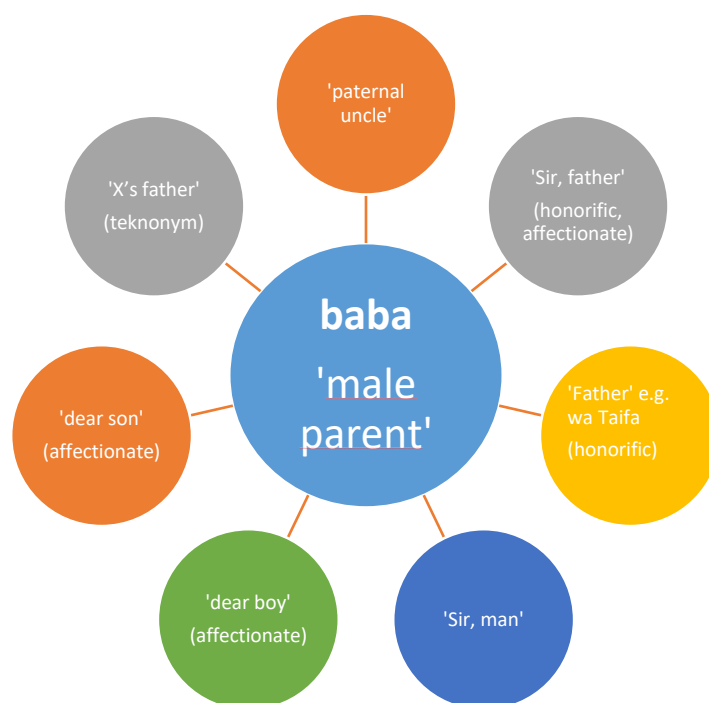 'paternal
uncle'
'X’s father'
(teknonym)
'Sir, father'
(honorific,
affectionate)
baba
'male
parent'
'dear son'
(affectionate)
'Father' e.g.
wa Taifa
(honorific)
'dear boy'
(affectionate)
'Sir, man'